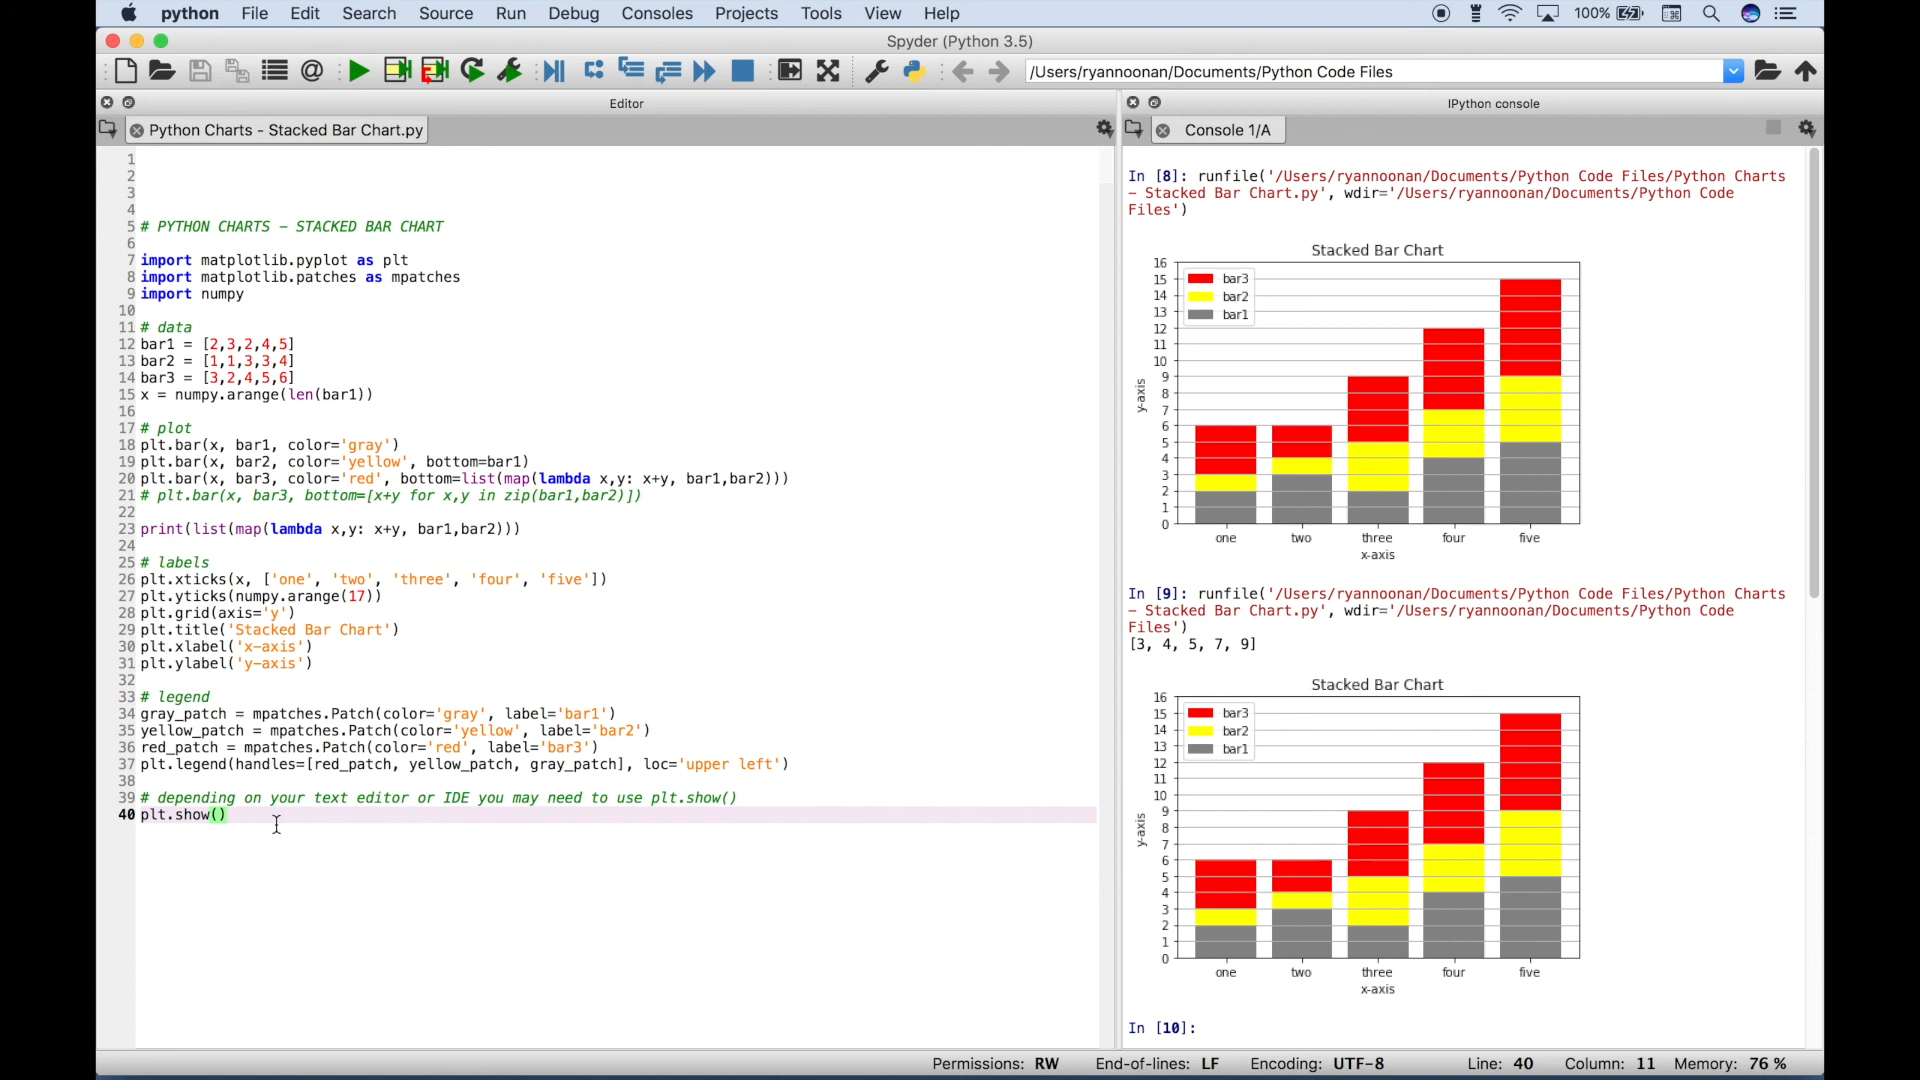 python File Edit Search Source Run Debug Consoles Projects Tools View Help 100%
Spyder (Python 3.5)
/Users/ryannoonan/Documents/Python Code Files
Editor
Python Charts - Stacked Bar Chart.py
1
2
3
4
5 # PYTHON CHARTS – STACKED BAR CHART
6
7 import matplotlib.pyplot as plt
8 import matplotlib.patches as mpatches
9 import numpy
10
11 # data
12 bar1 = [2,3,2,4,5]
13 bar2 = [1,1,3,3,4]
14 bar3 = [3,2,4,5,6]
15 x = numpy.arange(len(bar1))
16
17 # plot
18 plt.bar(x, bar1, color='gray')
19 plt.bar(x, bar2, color='yellow', bottom=bar1)
20 plt.bar(x, bar3, color='red', bottom=list(map(lambda x,y: x+y, bar1,bar2)))
21 # plt.bar(x, bar3, bottom=[x+y for x,y in zip(bar1,bar2)])
22
23 print(list(map(lambda x,y: x+y, bar1,bar2)))
24
25 # labels
26 plt.xticks(x, ['one', 'two', 'three', 'four', 'five'])
27 plt.yticks(numpy.arange(17))
28 plt.grid(axis='y')
29 plt.title('Stacked Bar Chart')
30 plt.xlabel('x-axis')
31 plt.ylabel('y-axis')
32
33 # legend
34 gray_patch = mpatches.Patch(color='gray', label='bar1')
35 yellow_patch = mpatches.Patch(color='yellow', label='bar2')
36 red_patch = mpatches.Patch(color='red', label='bar3')
37 plt.legend(handles=[red_patch, yellow_patch, gray_patch], loc='upper left')
38
39 # depending on your text editor or IDE you may need to use plt.show()
40 plt.show()
IPython console
Console 1/A
In [8]: runfile('/Users/ryannoonan/Documents/Python Code Files/Python Charts
- Stacked Bar Chart.py', wdir='/Users/ryannoonan/Documents/Python Code
Files')
Stacked Bar Chart
16
15
14
13
12
11
10
9
8
7
6
5
4
3
2
1
0
y-axis
bar3
bar2
bar1
one two three four five
x-axis
In [9]: runfile('/Users/ryannoonan/Documents/Python Code Files/Python Charts
- Stacked Bar Chart.py', wdir='/Users/ryannoonan/Documents/Python Code
Files')
[3, 4, 5, 7, 9]
Stacked Bar Chart
16
15
14
13
12
11
10
9
8
7
6
5
4
3
2
1
0
y-axis
bar3
bar2
bar1
one two three four five
x-axis
In [10]:
Permissions: RW End-of-lines: LF Encoding: UTF-8 Line: 40 Column: 11 Memory: 76 %